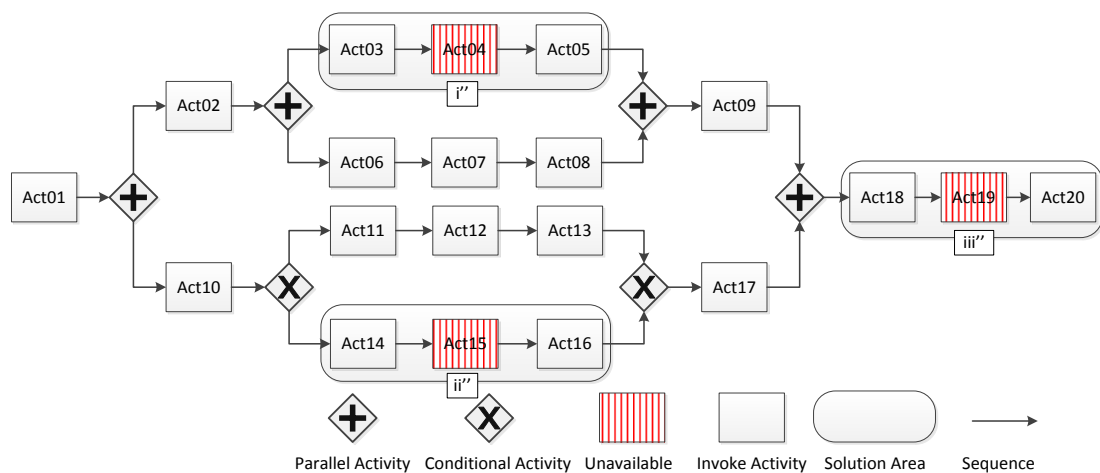 Act03 Act04 Act05
i’’
Act02 Act09
Act06 Act07 Act08
Act01 Act18 Act19 Act20
iii’’
Act11 Act12 Act13
Act10 Act17
Act14 Act15 Act16
ii’’
Parallel Activity Conditional Activity Unavailable Invoke Activity Solution Area Sequence